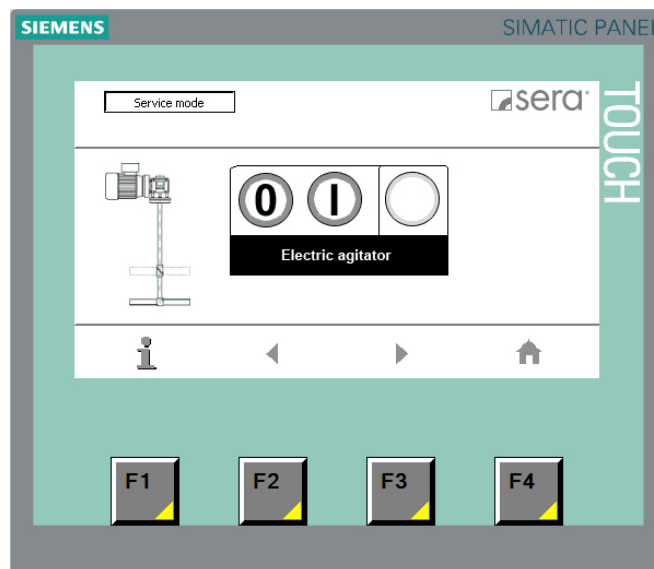 SIEMENS
SIMATIC PANEL
Service mode
sera
TOUCH
0 I
Electric agitator
i
F1 F2 F3 F4